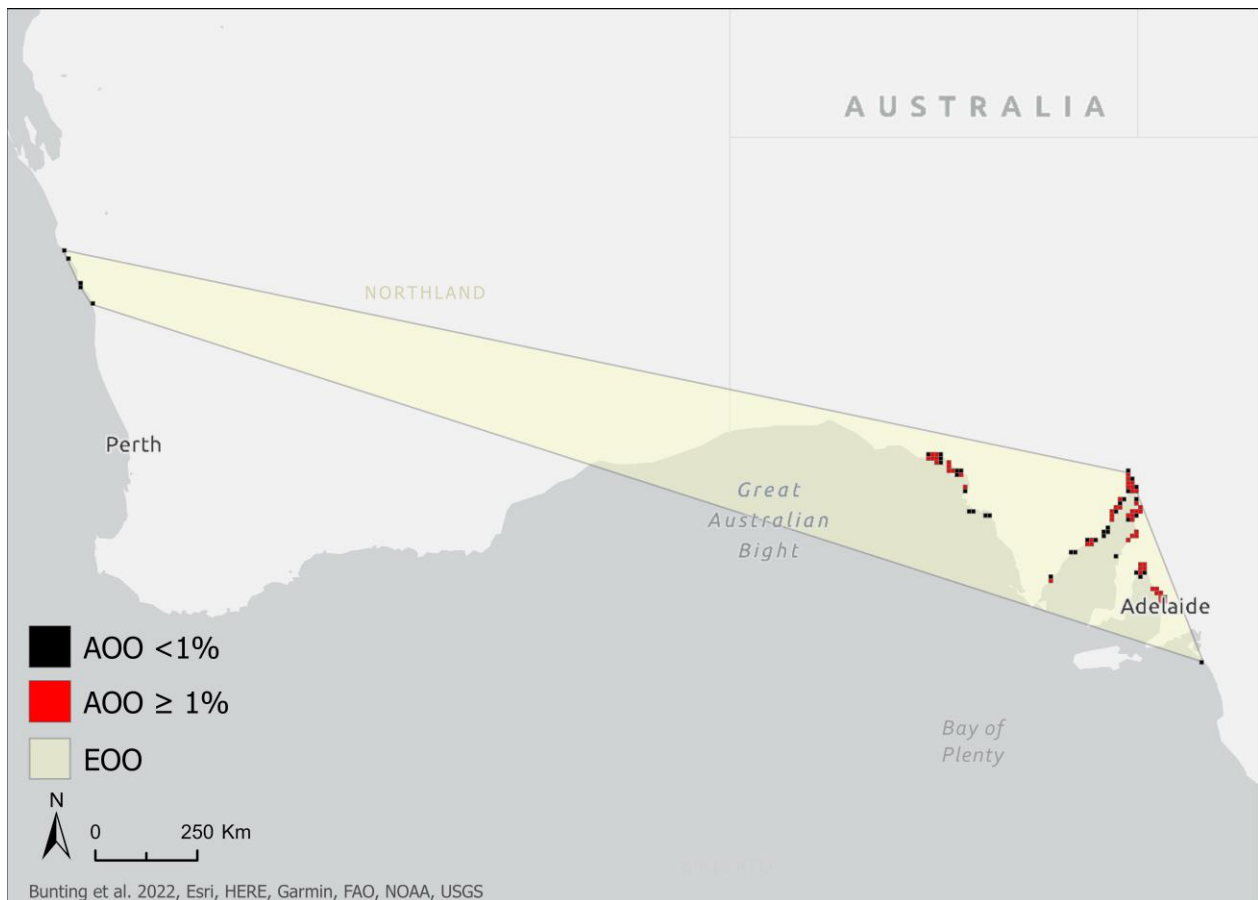 AUSTRALIA
NORTHLAND
Perth
Great
Australian
Bight
Adelaide
AOO <1%
AOO ≥ 1%
EOO
Bay of
Plenty
N
0 250 Km
Bunting et al. 2022, Esri, HERE, Garmin, FAO, NOAA, USGS